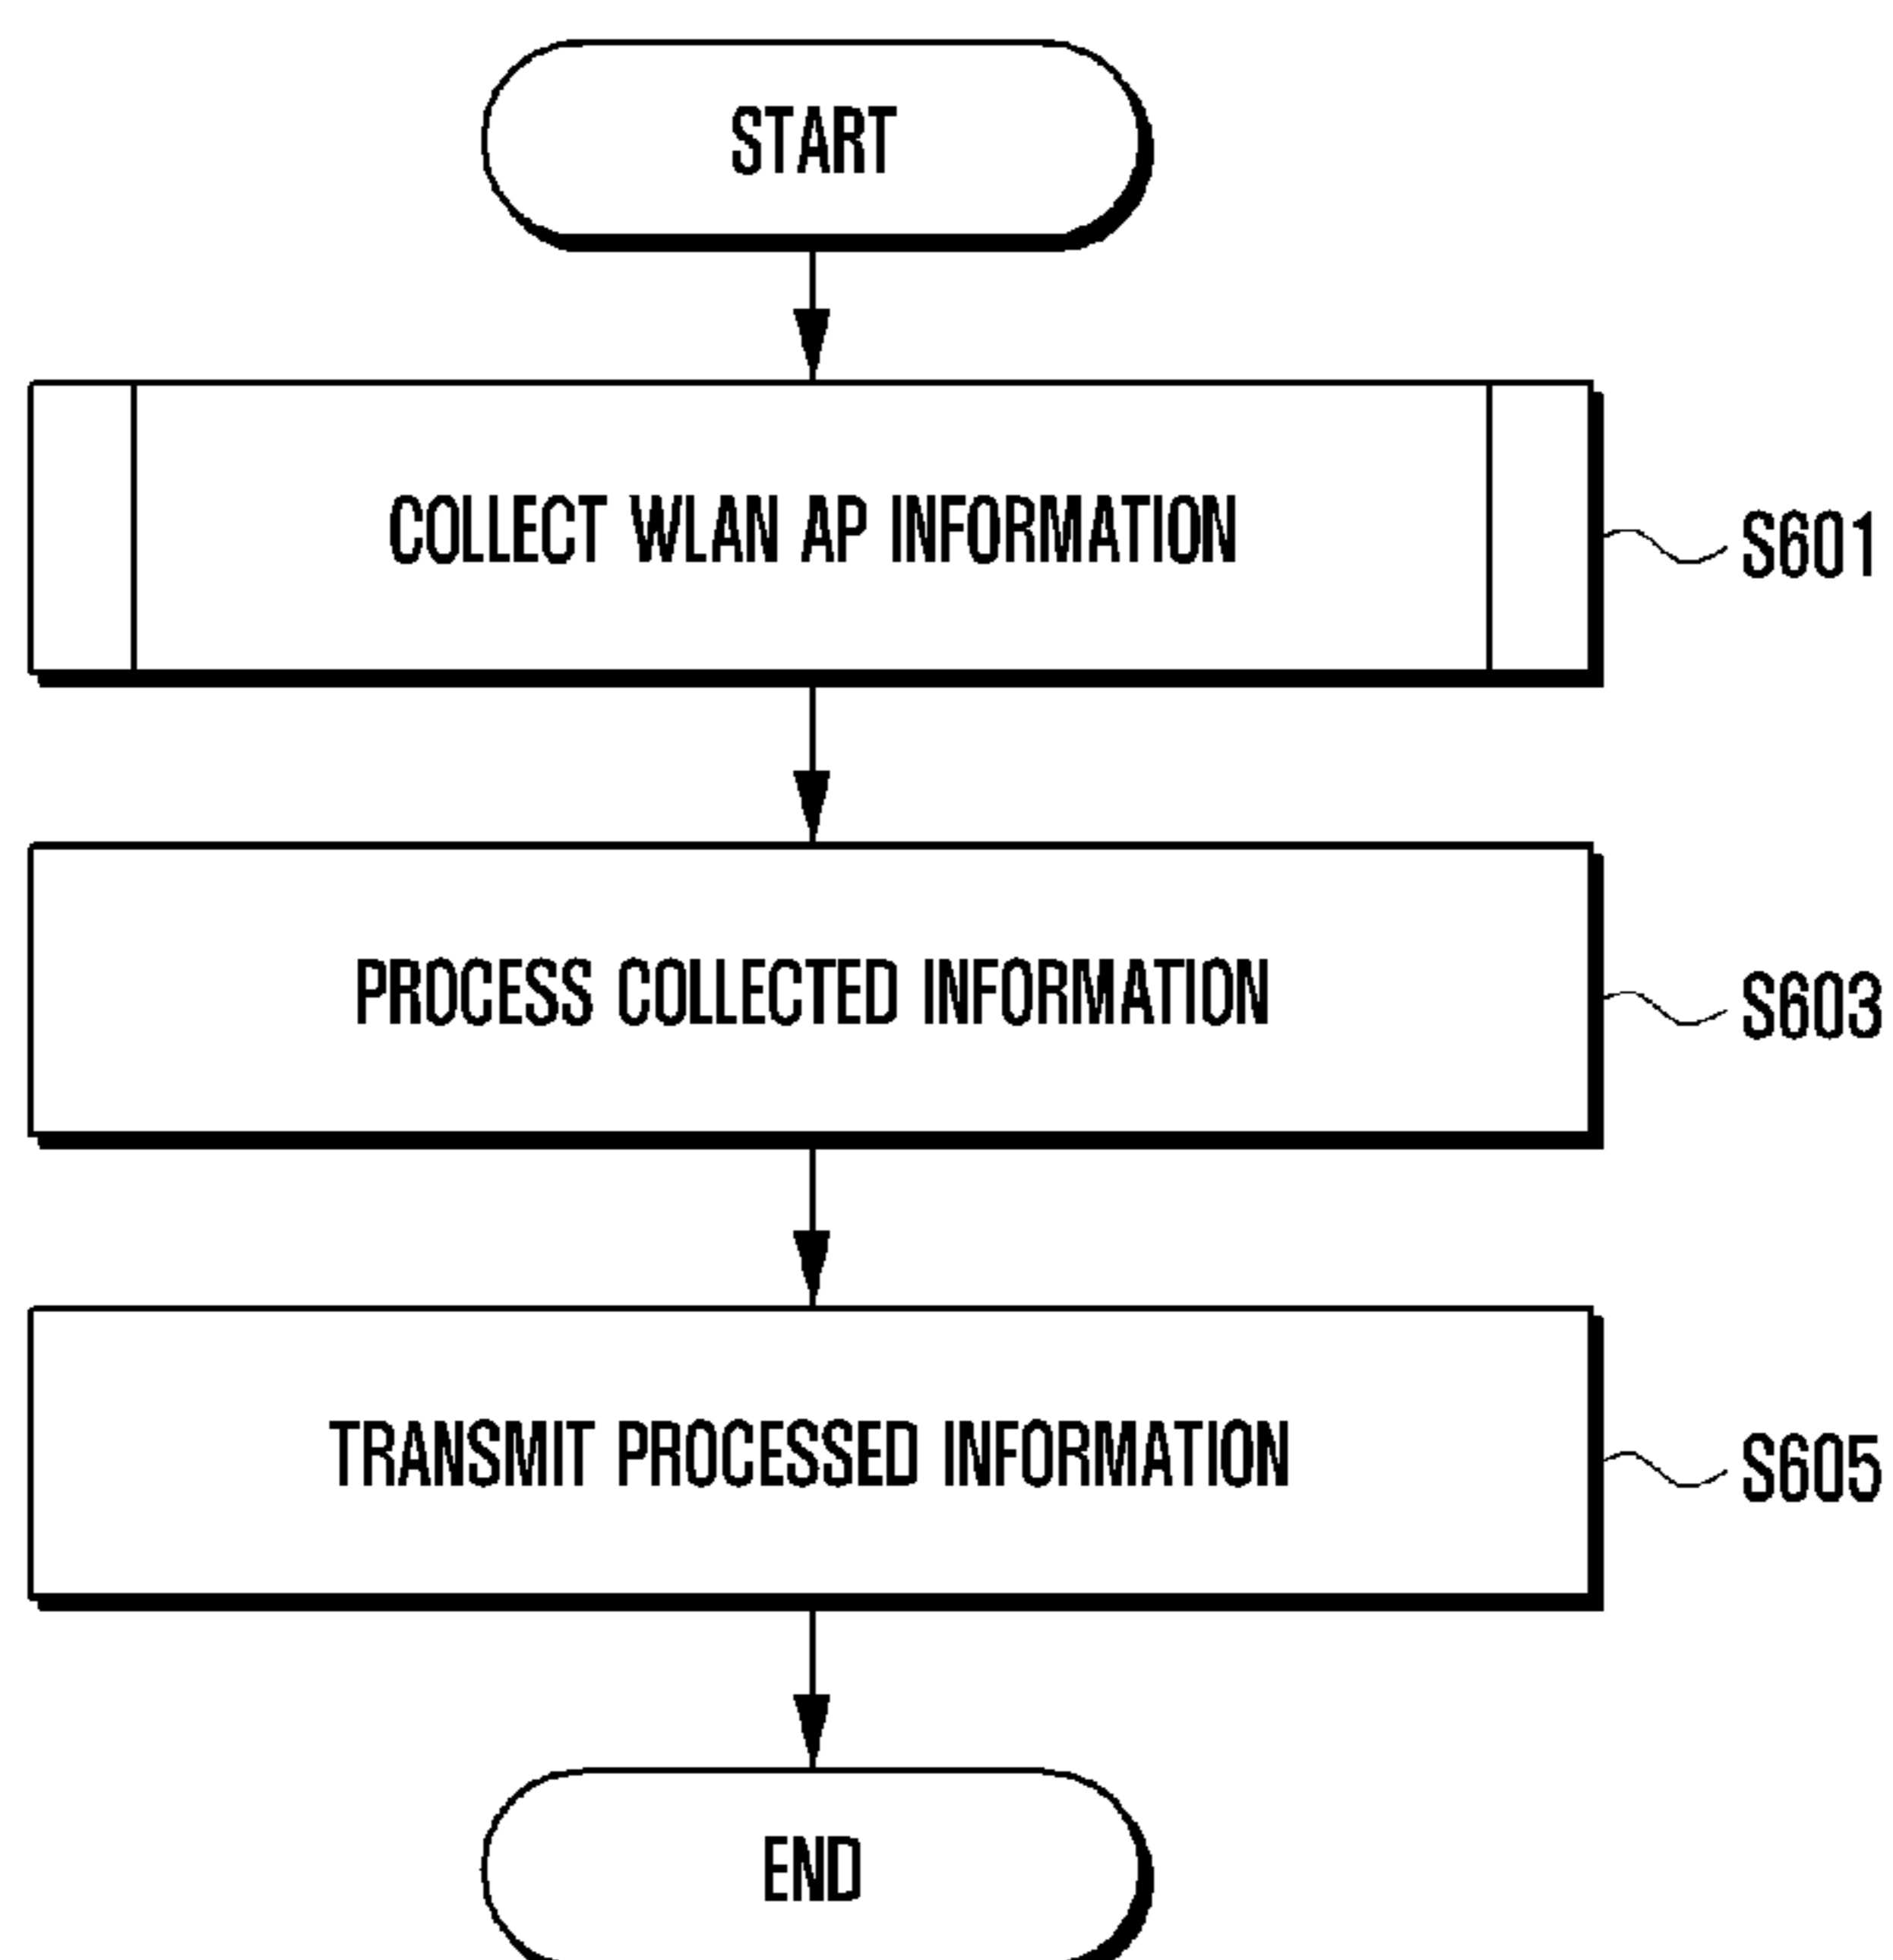 START
COLLECT WLAN AP INFORMATION
S601
PROCESS COLLECTED INFORMATION
S603
TRANSMIT PROCESSED INFORMATION
S605
END